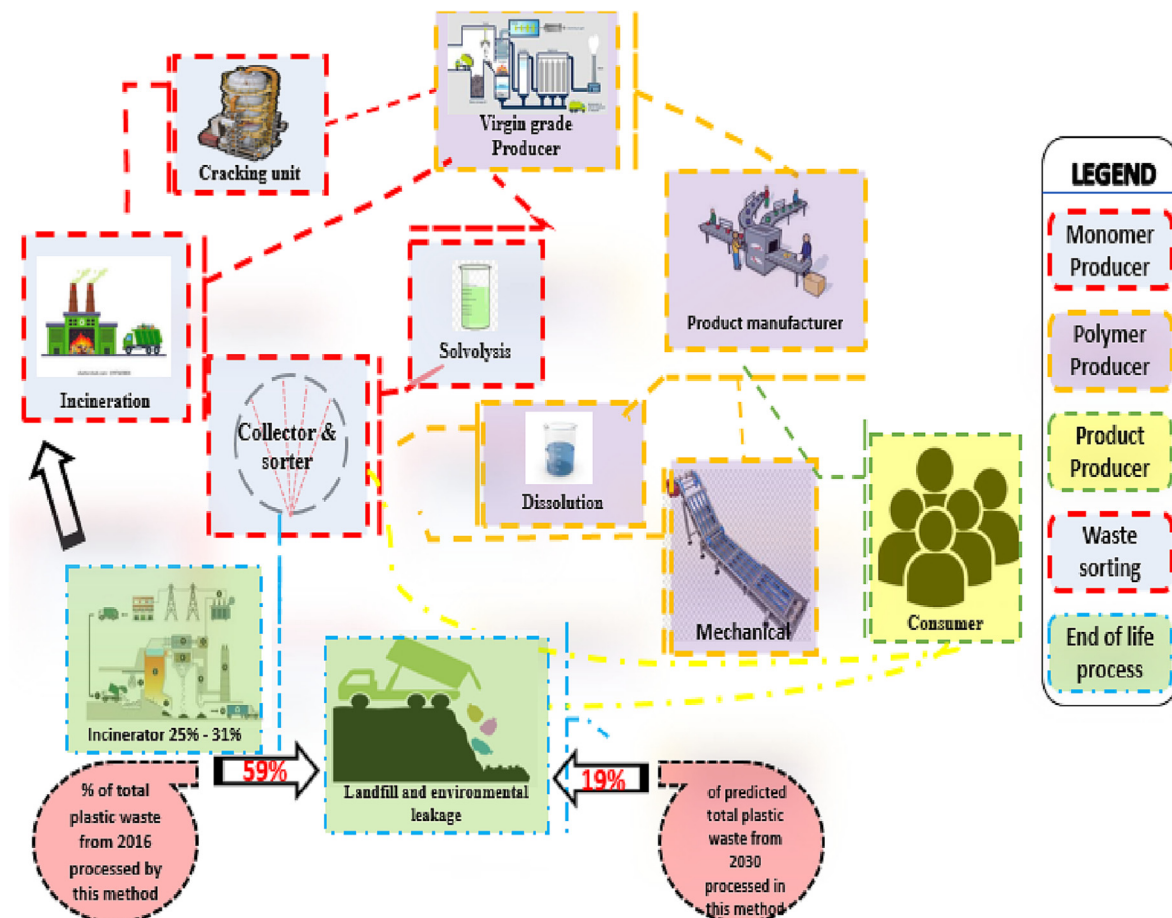 Virgin grade
Producer
Cracking unit
LEGEND
Monomer
Producer
Polymer
Producer
Product
Producer
Waste
sorting
End of life
process
Product manufacturer
Solvolysis
Incineration
Collector &
sorter
Dissolution
Mechanical
Consumer
Incinerator 25% - 31%
59%
19%
Landfill and environmental
leakage
% of total
plastic waste
from 2016
processed by
this method
of predicted
total plastic
waste from
2030
processed in
this method